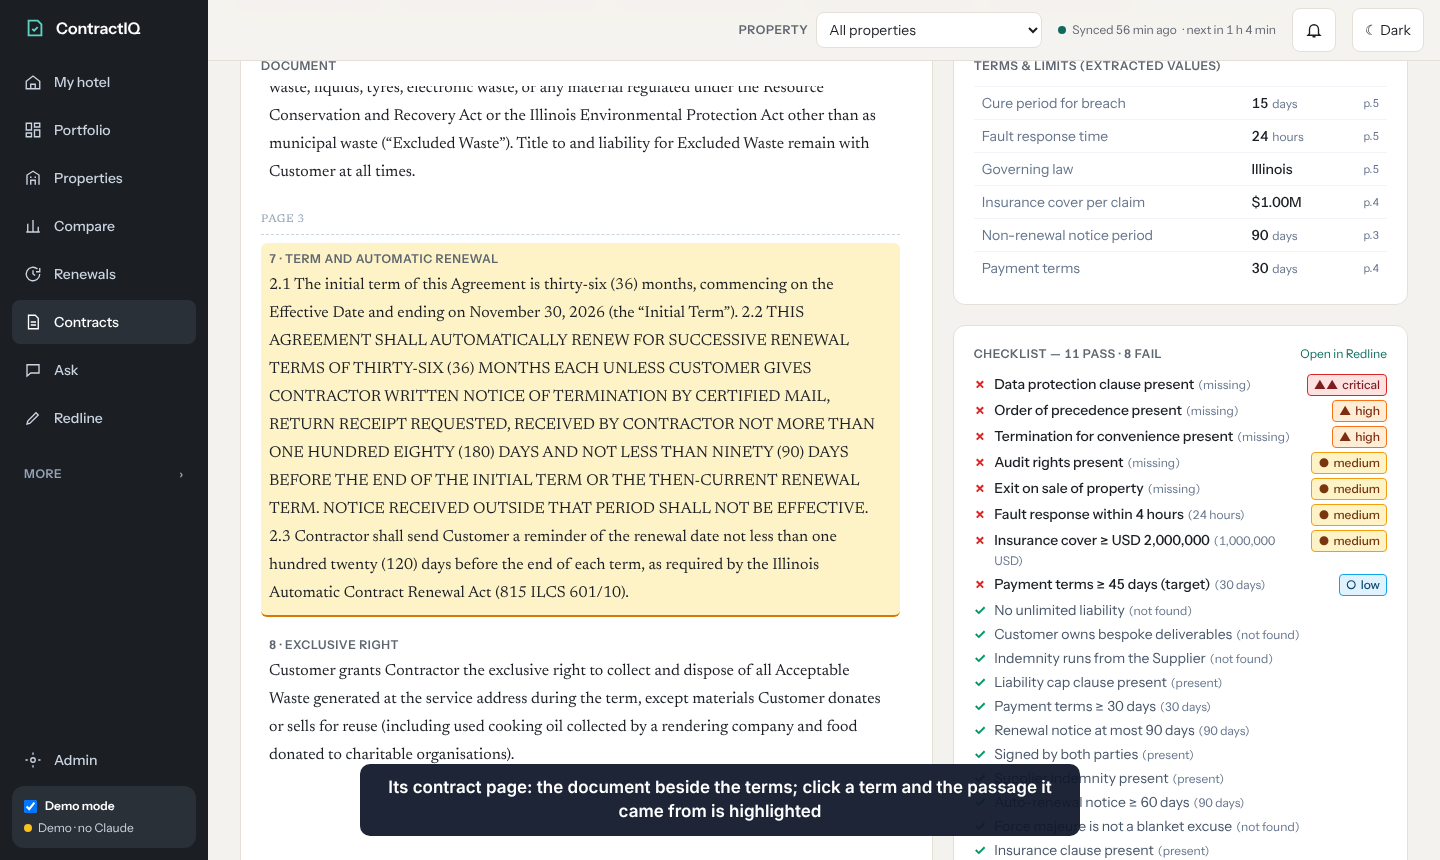 ContractIQ
My hotel
Portfolio
Properties
Compare
Renewals
Contracts
Ask
Redline
MORE ›
Admin
Demo mode
Demo · no Claude
PROPERTY All properties Synced 56 min ago · next in 1 h 4 min ☾ Dark
DOCUMENT
waste, liquids, tyres, electronic waste, or any material regulated under the Resource
Conservation and Recovery Act or the Illinois Environmental Protection Act other than as
municipal waste (“Excluded Waste”). Title to and liability for Excluded Waste remain with
Customer at all times.
PAGE 3
7 · TERM AND AUTOMATIC RENEWAL
2.1 The initial term of this Agreement is thirty-six (36) months, commencing on the
Effective Date and ending on November 30, 2026 (the “Initial Term”). 2.2 THIS
AGREEMENT SHALL AUTOMATICALLY RENEW FOR SUCCESSIVE RENEWAL
TERMS OF THIRTY-SIX (36) MONTHS EACH UNLESS CUSTOMER GIVES
CONTRACTOR WRITTEN NOTICE OF TERMINATION BY CERTIFIED MAIL,
RETURN RECEIPT REQUESTED, RECEIVED BY CONTRACTOR NOT MORE THAN
ONE HUNDRED EIGHTY (180) DAYS AND NOT LESS THAN NINETY (90) DAYS
BEFORE THE END OF THE INITIAL TERM OR THE THEN-CURRENT RENEWAL
TERM. NOTICE RECEIVED OUTSIDE THAT PERIOD SHALL NOT BE EFFECTIVE.
2.3 Contractor shall send Customer a reminder of the renewal date not less than one
hundred twenty (120) days before the end of each term, as required by the Illinois
Automatic Contract Renewal Act (815 ILCS 601/10).
8 · EXCLUSIVE RIGHT
Customer grants Contractor the exclusive right to collect and dispose of all Acceptable
Waste generated at the service address during the term, except materials Customer donates
or sells for reuse (including used cooking oil collected by a rendering company and food
donated to charitable organisations).
TERMS & LIMITS (EXTRACTED VALUES)
Cure period for breach 15 days p.5
Fault response time 24 hours p.5
Governing law Illinois p.5
Insurance cover per claim $1.00M p.4
Non-renewal notice period 90 days p.3
Payment terms 30 days p.4
CHECKLIST — 11 PASS · 8 FAIL Open in Redline
✕ Data protection clause present (missing) ▲▲ critical
✕ Order of precedence present (missing) ▲ high
✕ Termination for convenience present (missing) ▲ high
✕ Audit rights present (missing) ● medium
✕ Exit on sale of property (missing) ● medium
✕ Fault response within 4 hours (24 hours) ● medium
✕ Insurance cover ≥ USD 2,000,000 (1,000,000 ● medium
USD)
✕ Payment terms ≥ 45 days (target) (30 days) ○ low
✓ No unlimited liability (not found)
✓ Customer owns bespoke deliverables (not found)
✓ Indemnity runs from the Supplier (not found)
✓ Liability cap clause present (present)
✓ Payment terms ≥ 30 days (30 days)
✓ Renewal notice at most 90 days (90 days)
✓ Signed by both parties (present)
✓ Supplier indemnity present (present)
✓ Auto-renewal notice ≥ 60 days (90 days)
✓ Force majeure is not a blanket excuse (not found)
✓ Insurance clause present (present)
Its contract page: the document beside the terms; click a term and the passage it
came from is highlighted